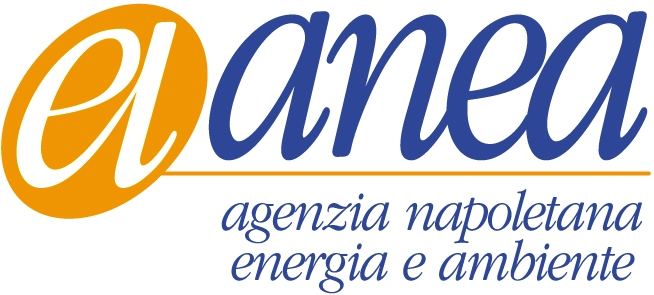 ea anea
agenzia napoletana
energia e ambiente